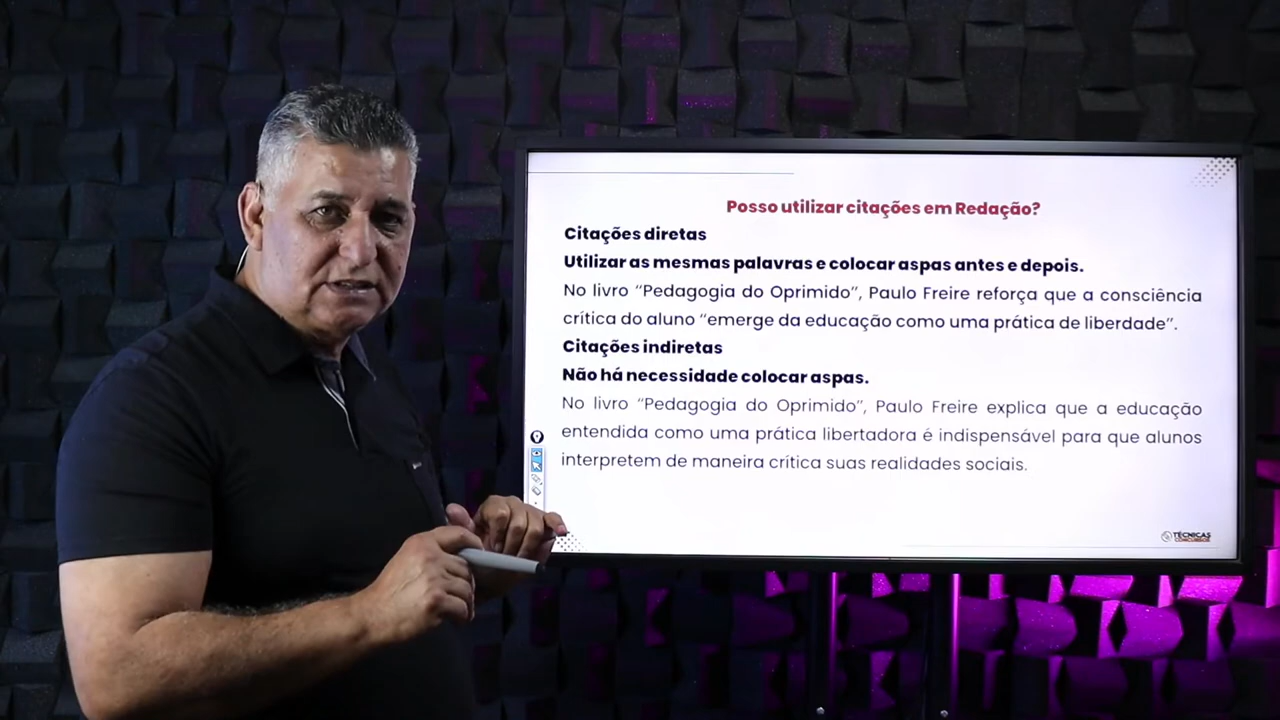 Posso utilizar citações em Redação?
Citações diretas
Utilizar as mesmas palavras e colocar aspas antes e depois.
No livro “Pedagogia do Oprimido”, Paulo Freire reforça que a consciência
crítica do aluno “emerge da educação como uma prática de liberdade”.
Citações indiretas
Não há necessidade colocar aspas.
No livro “Pedagogia do Oprimido”, Paulo Freire explica que a educação
entendida como uma prática libertadora é indispensável para que alunos
interpretem de maneira crítica suas realidades sociais.
TÉCNICAS
CONCURSOS